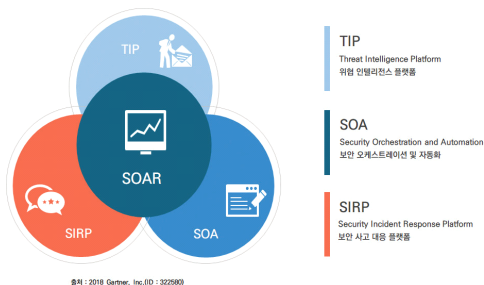 TIP
SOAR
SIRP
SOA
TIP
Threat Intelligence Platform
위협 인텔리전스 플랫폼
SOA
Security Orchestration and Automation
보안 오케스트레이션 및 자동화
SIRP
Security Incident Response Platform
보안 사고 대응 플랫폼
출처 : 2018 Gartner, Inc.(ID : 322580)